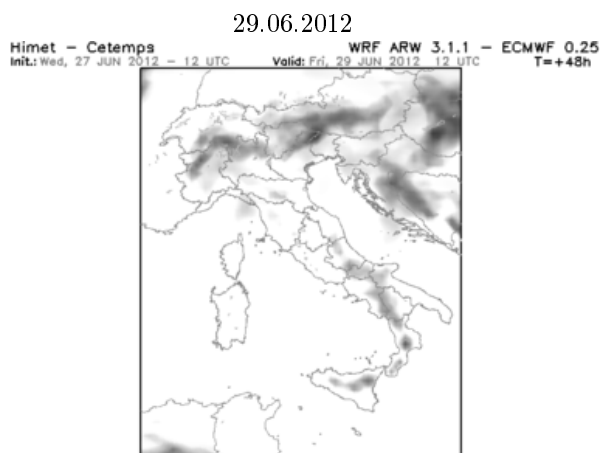 29.06.2012
Himet - Cetemps WRF ARW 3.1.1 - ECMWF 0.25
Init.: Wed, 27 JUN 2012 - 12 UTC Valid: Fri, 29 JUN 2012 12 UTC T=+48h